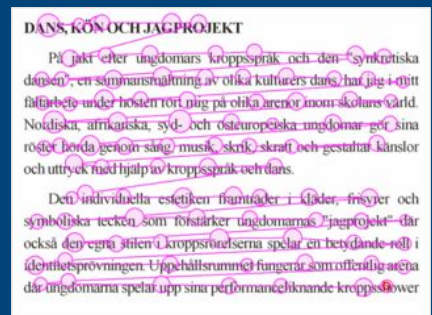 DANS, KÖN OCH JAGPROJEKT
På jakt efter ungdomars kroppsspråk och den "synkretiska
dansen", en sammansmältning av olika kulturers dans, har jag i mitt
fältarbete under hösten rört mig på olika arenor inom skolans värld.
Nordiska, afrikanska, syd- och östeuropeiska ungdomar gör sina
röster hörda genom sång, musik, skrik, skratt och gestaltar känslor
och uttryck med hjälp av kroppsspråk och dans.
Den individuella estetiken framträder i kläder, frisyrer och
symboliska tecken som förstärker ungdomarnas "jagprojekt" där
också den egna stilen i kroppsrörelserna spelar en betydande roll i
identitetsprövningen. Uppehållsrummet fungerar som offentlig arena
där ungdomarna spelar upp sina performanceliknande kroppsshower